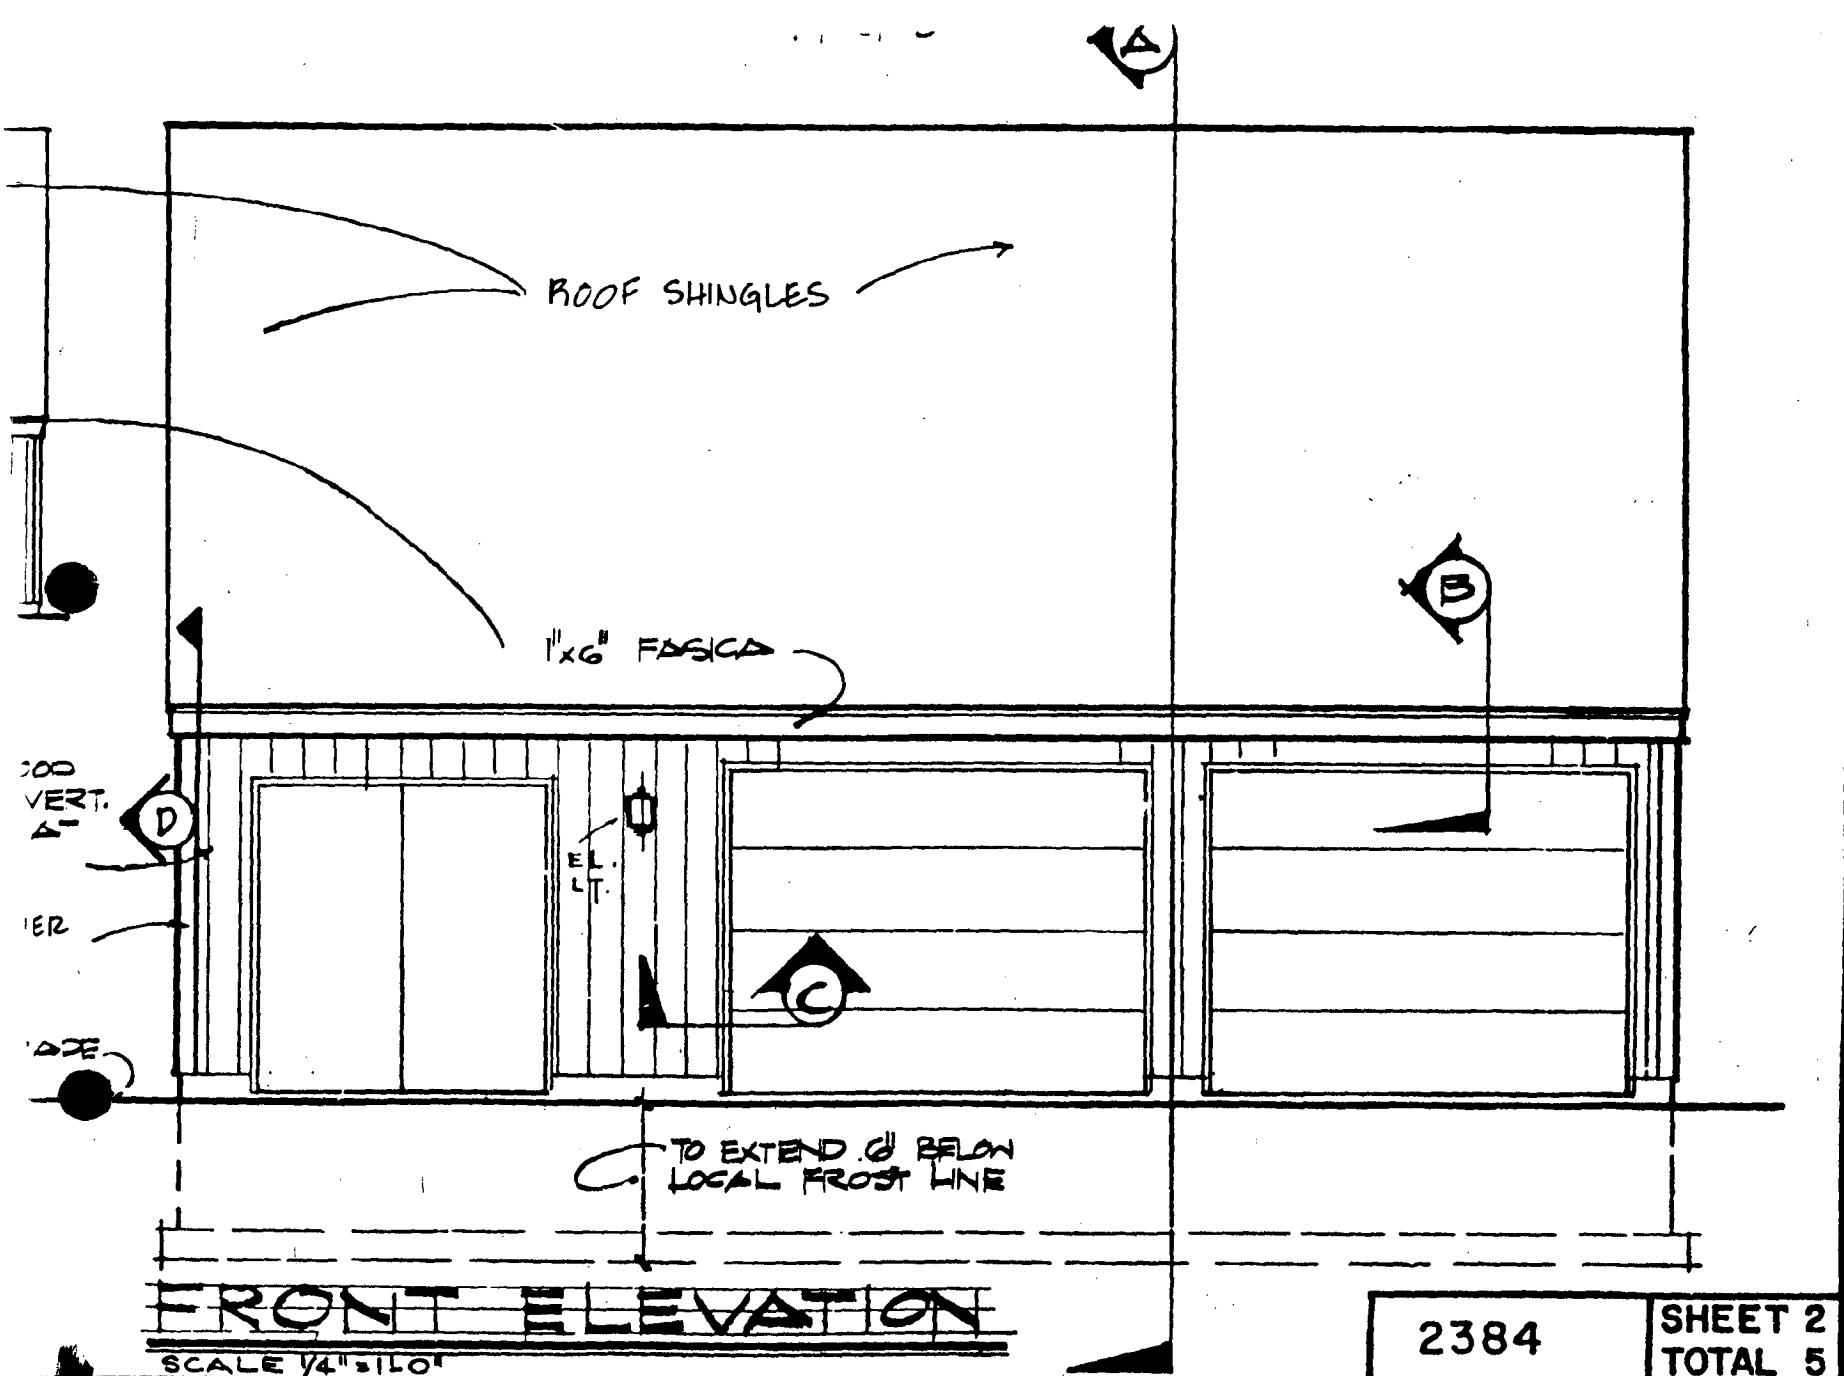 A
ROOF SHINGLES
B
1"x6" FASICA
VERT.
D
EL.
LT.
C
TO EXTEND 6" BELOW
LOCAL FROST LINE
FRONT ELEVATION
SCALE 1/4"=1'-0"
2384
SHEET 2
TOTAL 5